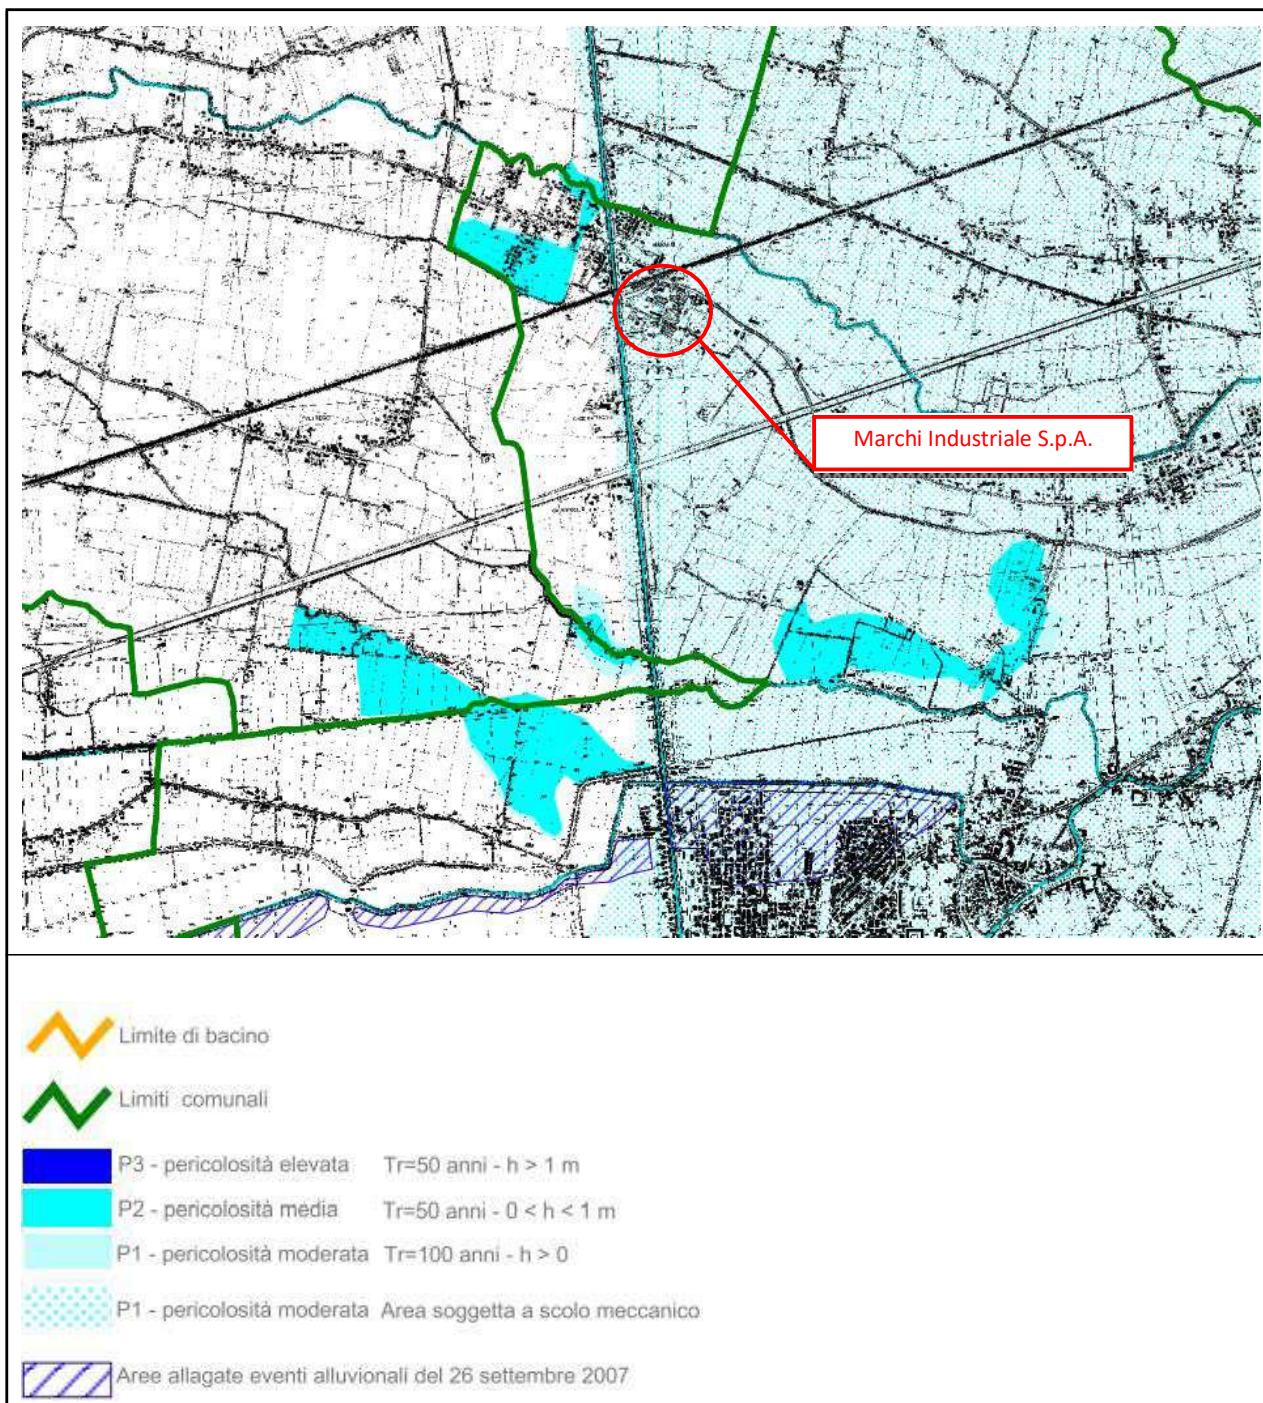 Marchi Industriale S.p.A.
Limite di bacino
Limiti comunali
P3 - pericolosità elevata Tr=50 anni - h > 1 m
P2 - pericolosità media Tr=50 anni - 0 < h < 1 m
P1 - pericolosità moderata Tr=100 anni - h > 0
P1 - pericolosità moderata Area soggetta a scolo meccanico
Aree allagate eventi alluvionali del 26 settembre 2007